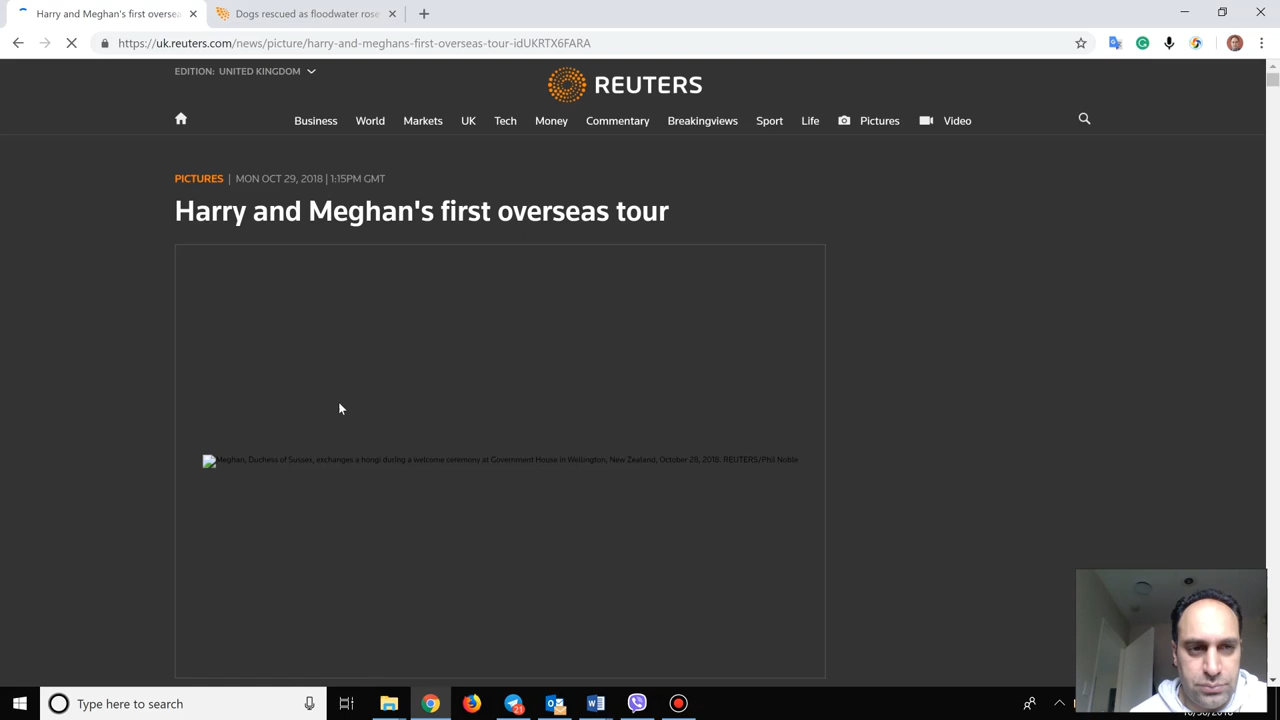 Harry and Meghan's first oversea
Dogs rescued as floodwater rose
https://uk.reuters.com/news/picture/harry-and-meghans-first-overseas-tour-idUKRTX6FARA
EDITION: UNITED KINGDOM
REUTERS
Business World Markets UK Tech Money Commentary Breakingviews Sport Life Pictures Video
PICTURES | MON OCT 29, 2018 | 1:15PM GMT
Harry and Meghan's first overseas tour
Meghan, Duchess of Sussex, exchanges a hongi during a welcome ceremony at Government House in Wellington, New Zealand, October 28, 2018. REUTERS/Phil Noble
Type here to search
21